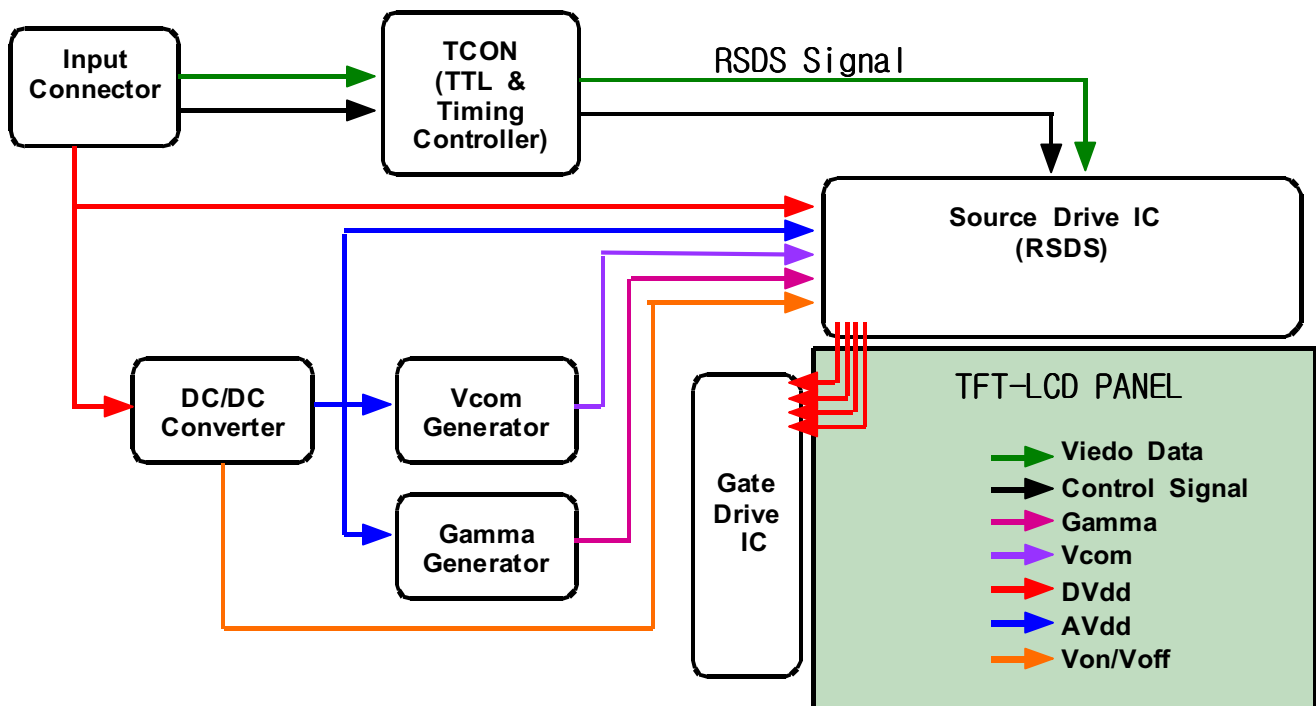 Input
Connector
TCON
(TTL &
Timing
Controller)
RSDS Signal
Source Drive IC
(RSDS)
DC/DC
Converter
Vcom
Generator
Gamma
Generator
Gate
Drive
IC
TFT-LCD PANEL
Viedo Data
Control Signal
Gamma
Vcom
DVdd
AVdd
Von/Voff